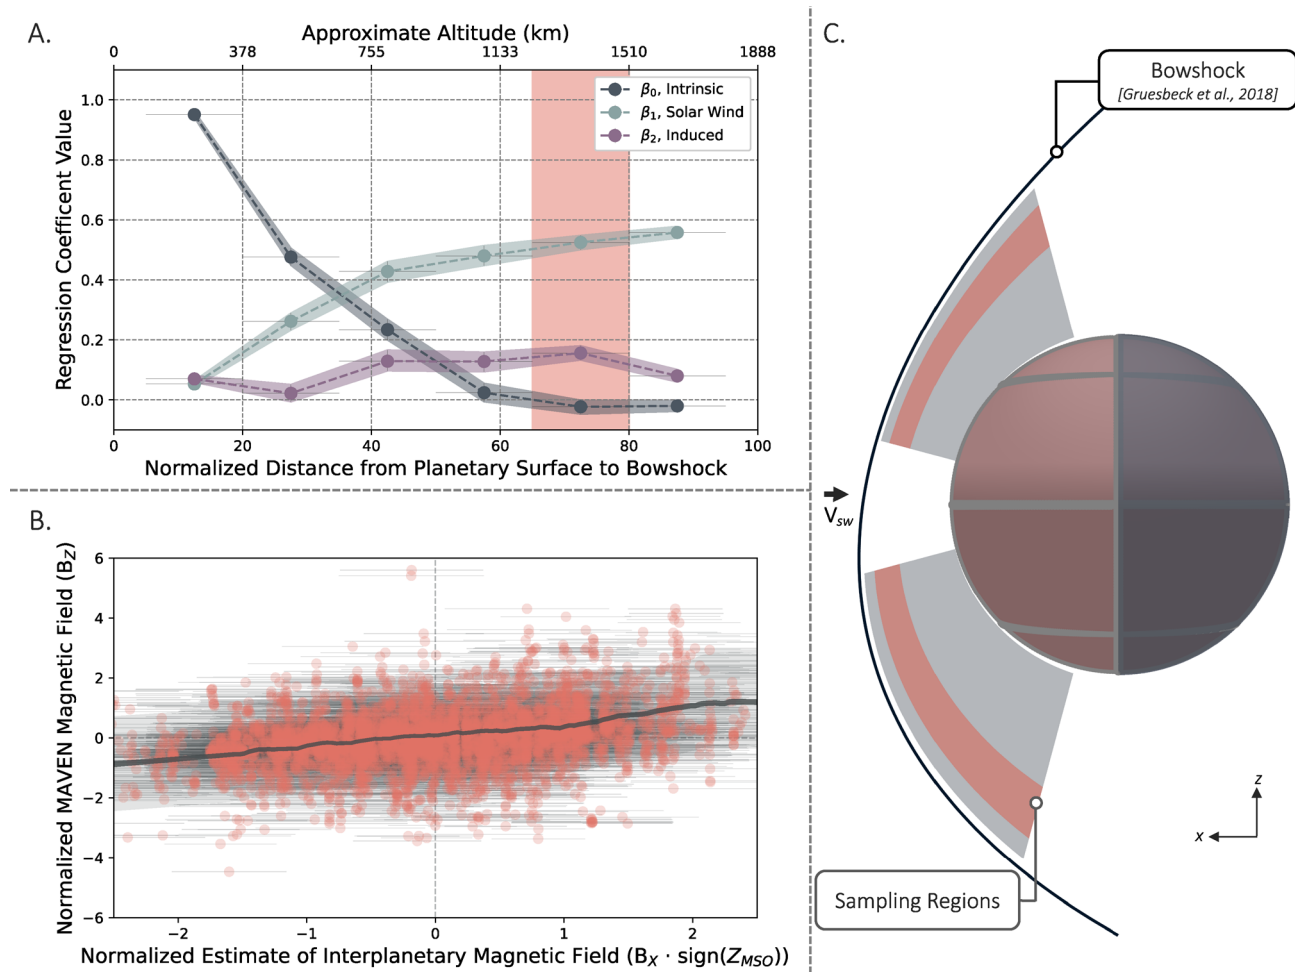 A.
Approximate Altitude (km)
0 378 755 1133 1510 1888
β0, Intrinsic
β1, Solar Wind
β2, Induced
Regression Coefficent Value
1.0
0.8
0.6
0.4
0.2
0.0
0 20 40 60 80 100
Normalized Distance from Planetary Surface to Bowshock
B.
Normalized MAVEN Magnetic Field (BZ)
6
4
2
0
−2
−4
−6
−2 −1 0 1 2
Normalized Estimate of Interplanetary Magnetic Field (BX · sign(ZMSO))
C.
Bowshock
[Gruesbeck et al., 2018]
Vsw
z
x
Sampling Regions